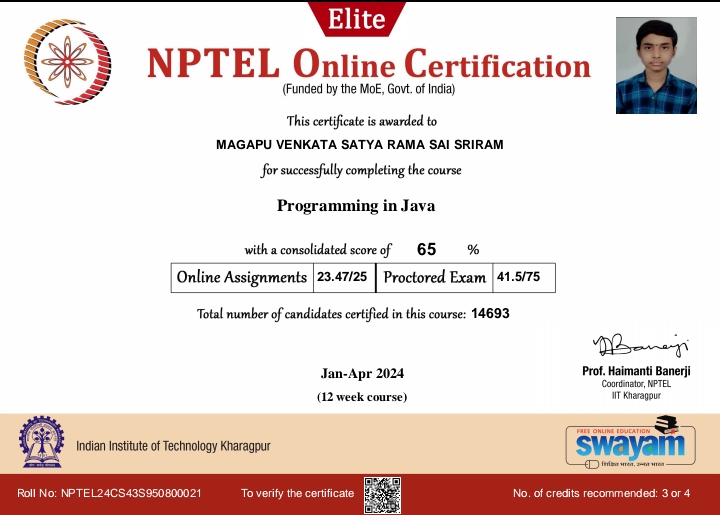 Elite
NPTEL Online Certification
(Funded by the MoE, Govt. of India)
This certificate is awarded to
MAGAPU VENKATA SATYA RAMA SAI SRIRAM
for successfully completing the course
Programming in Java
with a consolidated score of 65 %
Online Assignments 23.47/25 Proctored Exam 41.5/75
Total number of candidates certified in this course: 14693
Jan-Apr 2024
(12 week course)
Prof. Haimanti Banerji
Coordinator, NPTEL
IIT Kharagpur
Indian Institute of Technology Kharagpur
FREE ONLINE EDUCATION
swayam
शिक्षित भारत, उन्नत भारत
Roll No: NPTEL24CS43S950800021 To verify the certificate No. of credits recommended: 3 or 4